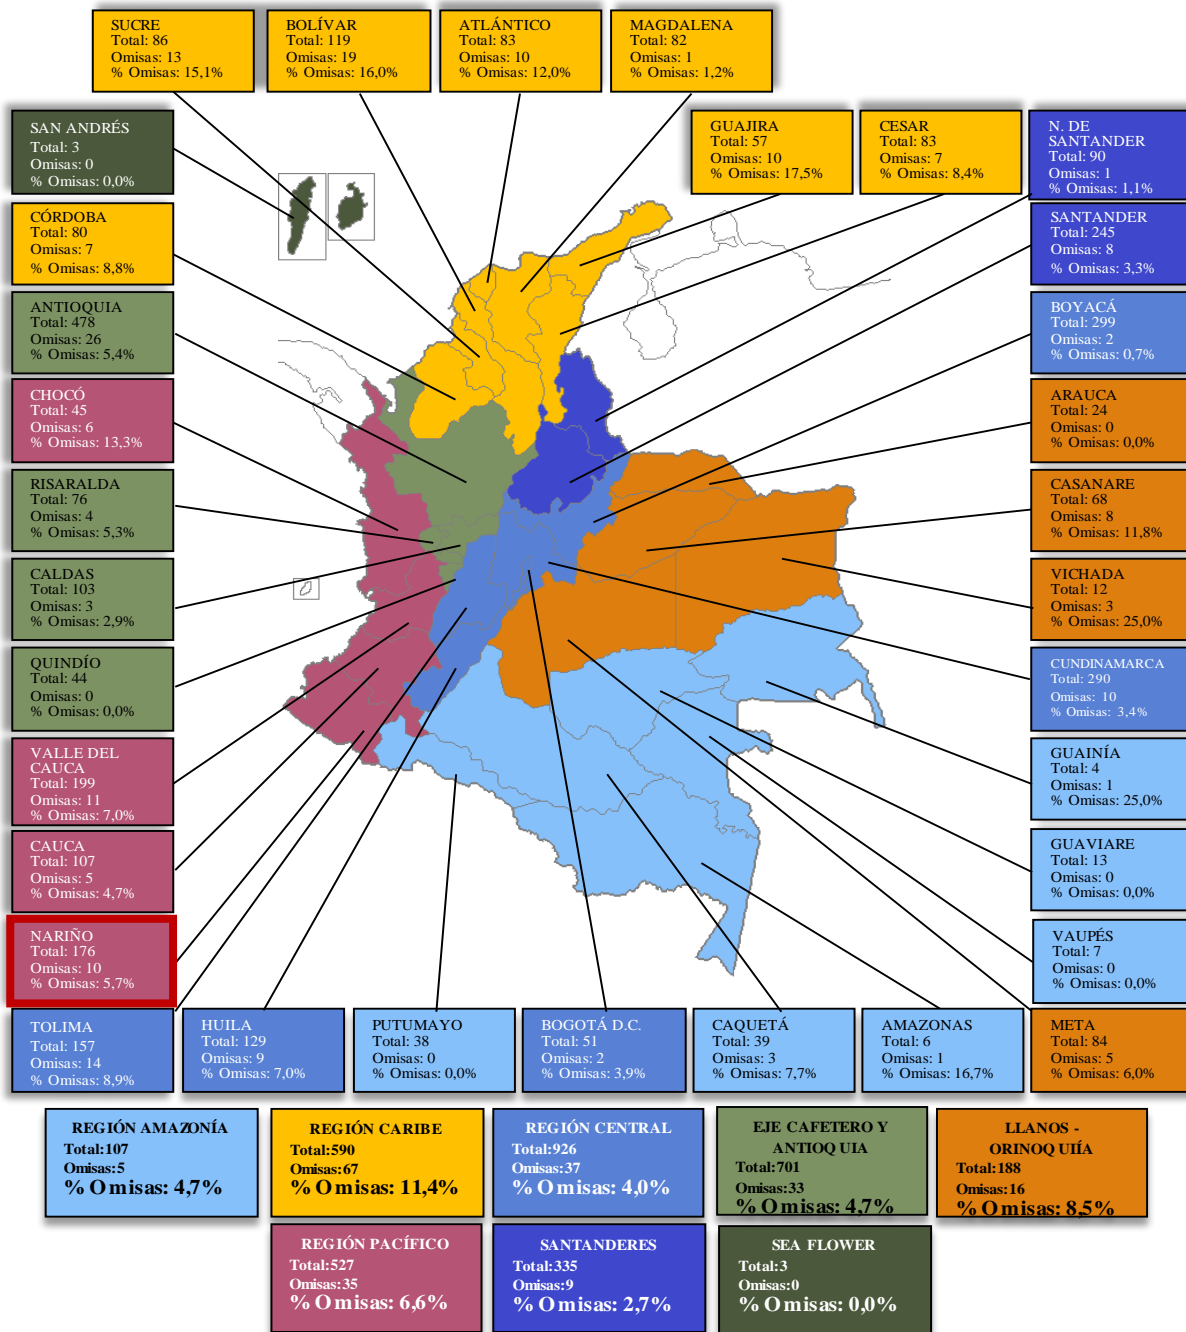 SUCRE
Total: 86
Omisas: 13
% Omisas: 15,1%
BOLÍVAR
Total: 119
Omisas: 19
% Omisas: 16,0%
ATLÁNTICO
Total: 83
Omisas: 10
% Omisas: 12,0%
MAGDALENA
Total: 82
Omisas: 1
% Omisas: 1,2%
SAN ANDRÉS
Total: 3
Omisas: 0
% Omisas: 0,0%
GUAJIRA
Total: 57
Omisas: 10
% Omisas: 17,5%
CESAR
Total: 83
Omisas: 7
% Omisas: 8,4%
N. DE
SANTANDER
Total: 90
Omisas: 1
% Omisas: 1,1%
CÓRDOBA
Total: 80
Omisas: 7
% Omisas: 8,8%
SANTANDER
Total: 245
Omisas: 8
% Omisas: 3,3%
ANTIOQUIA
Total: 478
Omisas: 26
% Omisas: 5,4%
BOYACÁ
Total: 299
Omisas: 2
% Omisas: 0,7%
CHOCÓ
Total: 45
Omisas: 6
% Omisas: 13,3%
ARAUCA
Total: 24
Omisas: 0
% Omisas: 0,0%
RISARALDA
Total: 76
Omisas: 4
% Omisas: 5,3%
CASANARE
Total: 68
Omisas: 8
% Omisas: 11,8%
CALDAS
Total: 103
Omisas: 3
% Omisas: 2,9%
VICHADA
Total: 12
Omisas: 3
% Omisas: 25,0%
QUINDÍO
Total: 44
Omisas: 0
% Omisas: 0,0%
CUNDINAMARCA
Total: 290
Omisas: 10
% Omisas: 3,4%
VALLE DEL
CAUCA
Total: 199
Omisas: 11
% Omisas: 7,0%
GUAINÍA
Total: 4
Omisas: 1
% Omisas: 25,0%
CAUCA
Total: 107
Omisas: 5
% Omisas: 4,7%
GUAVIARE
Total: 13
Omisas: 0
% Omisas: 0,0%
NARIÑO
Total: 176
Omisas: 10
% Omisas: 5,7%
VAUPÉS
Total: 7
Omisas: 0
% Omisas: 0,0%
TOLIMA
Total: 157
Omisas: 14
% Omisas: 8,9%
HUILA
Total: 129
Omisas: 9
% Omisas: 7,0%
PUTUMAYO
Total: 38
Omisas: 0
% Omisas: 0,0%
BOGOTÁ D.C.
Total: 51
Omisas: 2
% Omisas: 3,9%
CAQUETÁ
Total: 39
Omisas: 3
% Omisas: 7,7%
AMAZONAS
Total: 6
Omisas: 1
% Omisas: 16,7%
META
Total: 84
Omisas: 5
% Omisas: 6,0%
REGIÓN AMAZONÍA
Total:107
Omisas:5
% Omisas: 4,7%
REGIÓN CARIBE
Total:590
Omisas:67
% Omisas: 11,4%
REGIÓN CENTRAL
Total:926
Omisas:37
% Omisas: 4,0%
EJE CAFETERO Y
ANTIOQ UIA
Total:701
Omisas:33
% Omisas: 4,7%
LLANOS -
ORINOQ UIÍA
Total:188
Omisas:16
% Omisas: 8,5%
REGIÓN PACÍFICO
Total:527
Omisas:35
% Omisas: 6,6%
SANTANDERES
Total:335
Omisas:9
% Omisas: 2,7%
SEA FLOWER
Total:3
Omisas:0
% Omisas: 0,0%